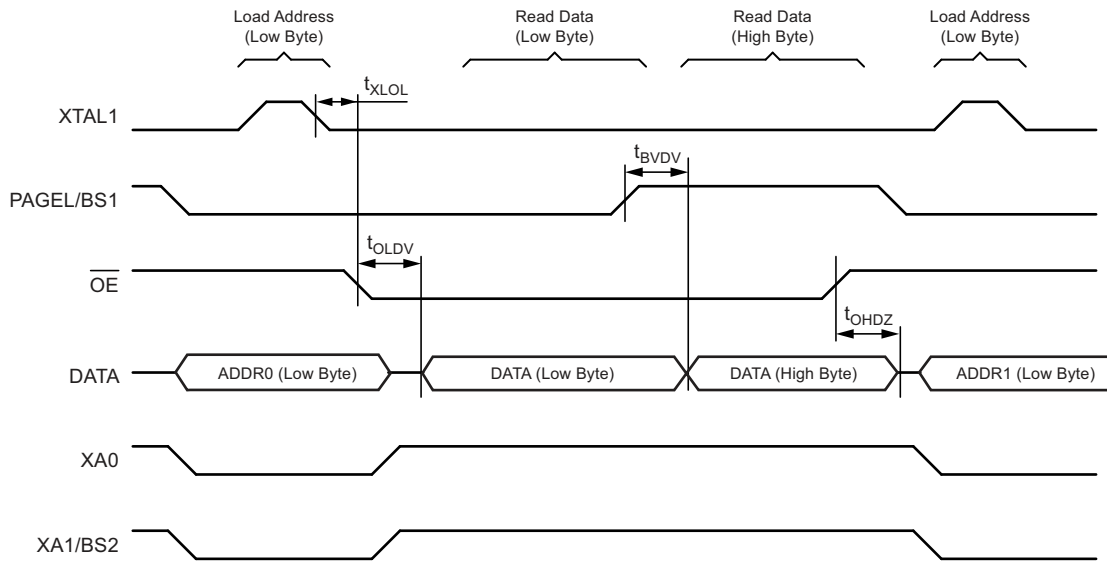 Load Address
(Low Byte)
Read Data
(Low Byte)
Read Data
(High Byte)
Load Address
(Low Byte)
tXLOL
XTAL1
tBVDV
PAGEL/BS1
tOLDV
OE
tOHDZ
DATA
ADDR0 (Low Byte)
DATA (Low Byte)
DATA (High Byte)
ADDR1 (Low Byte)
XA0
XA1/BS2